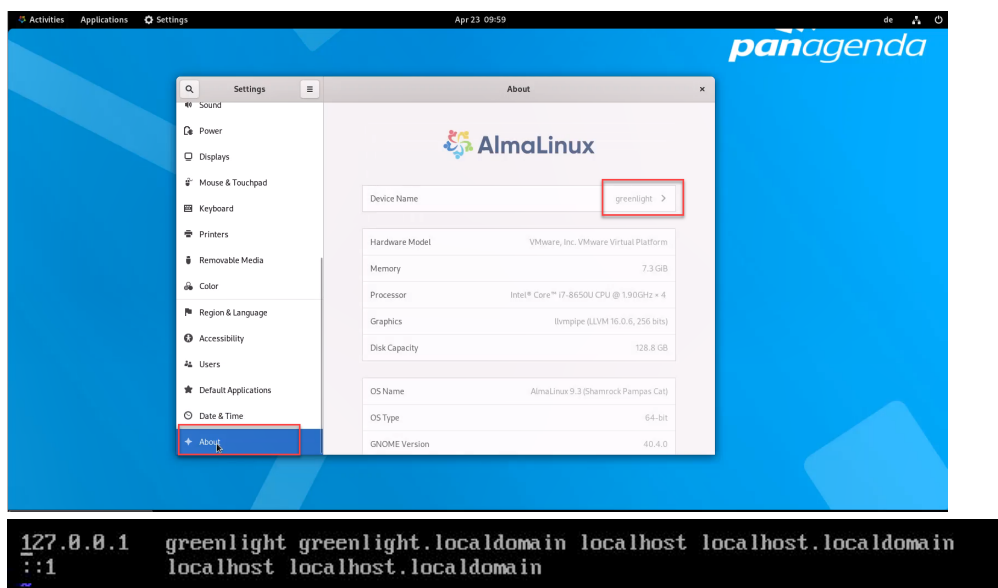 Activities Applications Settings Apr 23 09:59 de
panagenda
Settings About
Sound
Power
Displays
Mouse & Touchpad
Keyboard
Printers
Removable Media
Color
Region & Language
Accessibility
Users
Default Applications
Date & Time
About
AlmaLinux
Device Name greenlight
Hardware Model VMware, Inc. VMware Virtual Platform
Memory 7.3 GiB
Processor Intel® Core™ i7-8650U CPU @ 1.90GHz × 4
Graphics llvmpipe (LLVM 16.0.6, 256 bits)
Disk Capacity 128.8 GB
OS Name AlmaLinux 9.3 (Shamrock Pampas Cat)
OS Type 64-bit
GNOME Version 40.4.0
127.0.0.1 greenlight greenlight.localdomain localhost localhost.localdomain
::1 localhost localhost.localdomain
~